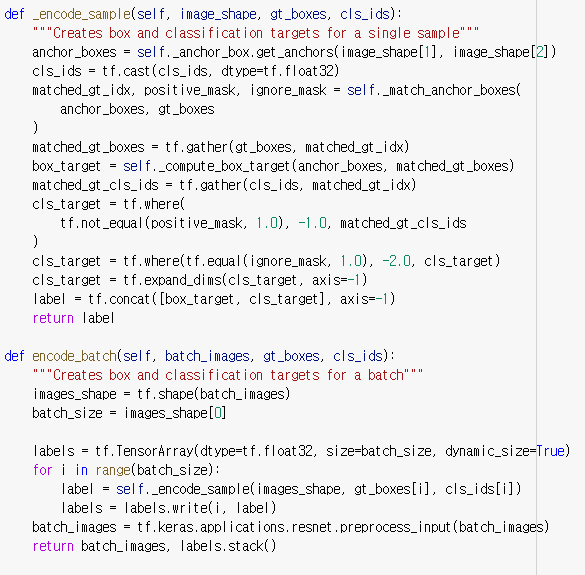 def _encode_sample(self, image_shape, gt_boxes, cls_ids):
    """Creates box and classification targets for a single sample"""
    anchor_boxes = self._anchor_box.get_anchors(image_shape[1], image_shape[2])
    cls_ids = tf.cast(cls_ids, dtype=tf.float32)
    matched_gt_idx, positive_mask, ignore_mask = self._match_anchor_boxes(
        anchor_boxes, gt_boxes
    )
    matched_gt_boxes = tf.gather(gt_boxes, matched_gt_idx)
    box_target = self._compute_box_target(anchor_boxes, matched_gt_boxes)
    matched_gt_cls_ids = tf.gather(cls_ids, matched_gt_idx)
    cls_target = tf.where(
        tf.not_equal(positive_mask, 1.0), -1.0, matched_gt_cls_ids
    )
    cls_target = tf.where(tf.equal(ignore_mask, 1.0), -2.0, cls_target)
    cls_target = tf.expand_dims(cls_target, axis=-1)
    label = tf.concat([box_target, cls_target], axis=-1)
    return label

def encode_batch(self, batch_images, gt_boxes, cls_ids):
    """Creates box and classification targets for a batch"""
    images_shape = tf.shape(batch_images)
    batch_size = images_shape[0]

    labels = tf.TensorArray(dtype=tf.float32, size=batch_size, dynamic_size=True)
    for i in range(batch_size):
        label = self._encode_sample(images_shape, gt_boxes[i], cls_ids[i])
        labels = labels.write(i, label)
    batch_images = tf.keras.applications.resnet.preprocess_input(batch_images)
    return batch_images, labels.stack()